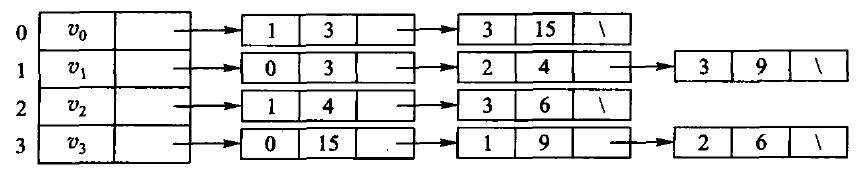 0 v₀ 1 3 3 15 \
1 v₁ 0 3 2 4 3 9 \
2 v₂ 1 4 3 6 \
3 v₃ 0 15 1 9 2 6 \